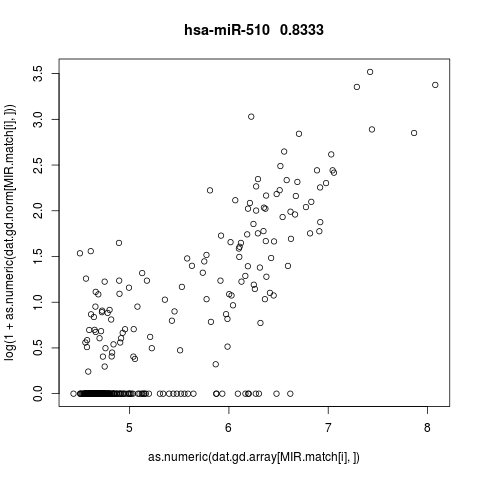 hsa-miR-510 0.8333
log(1 + as.numeric(dat.gd.norm[MIR.match[i], ]))
3.5
3.0
2.5
2.0
1.5
1.0
0.5
0.0
5 6 7 8
as.numeric(dat.gd.array[MIR.match[i], ])